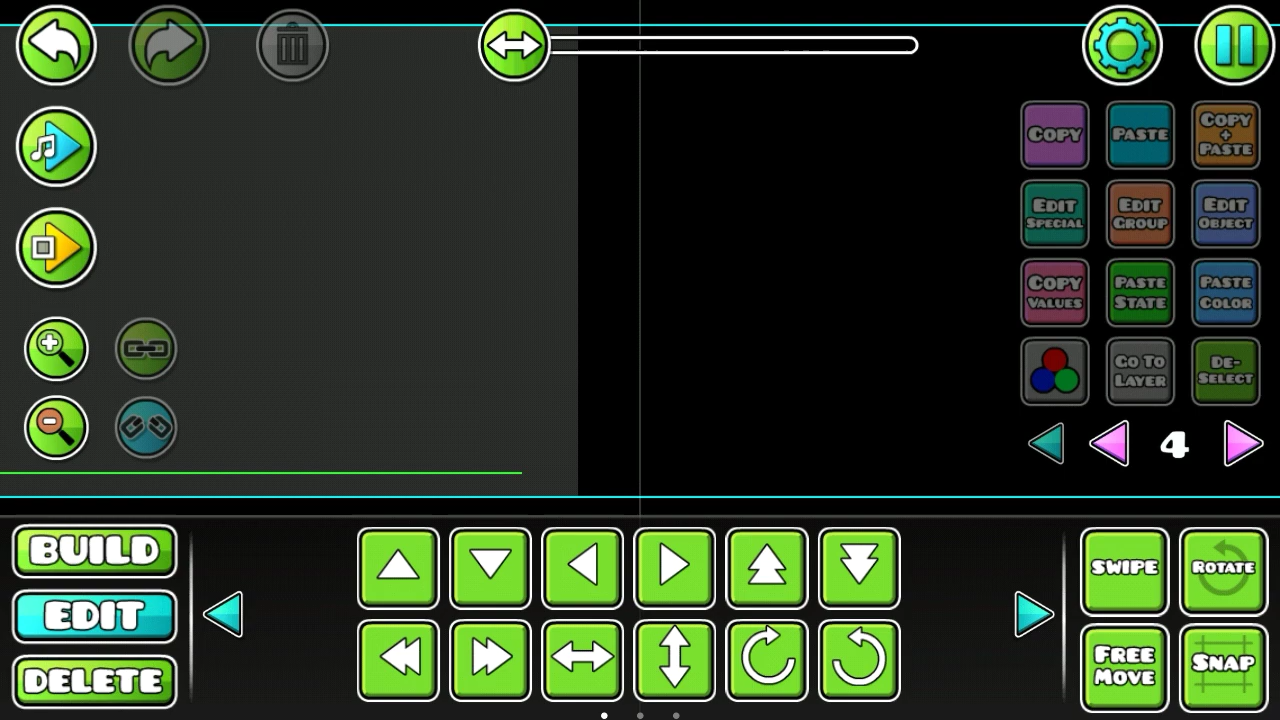 COPY
PASTE
COPY
+
PASTE
EDIT
SPECIAL
EDIT
GROUP
EDIT
OBJECT
COPY
VALUES
PASTE
STATE
PASTE
COLOR
GO TO
LAYER
DE-
SELECT
4
BUILD
EDIT
DELETE
SWIPE
ROTATE
FREE
MOVE
SNAP